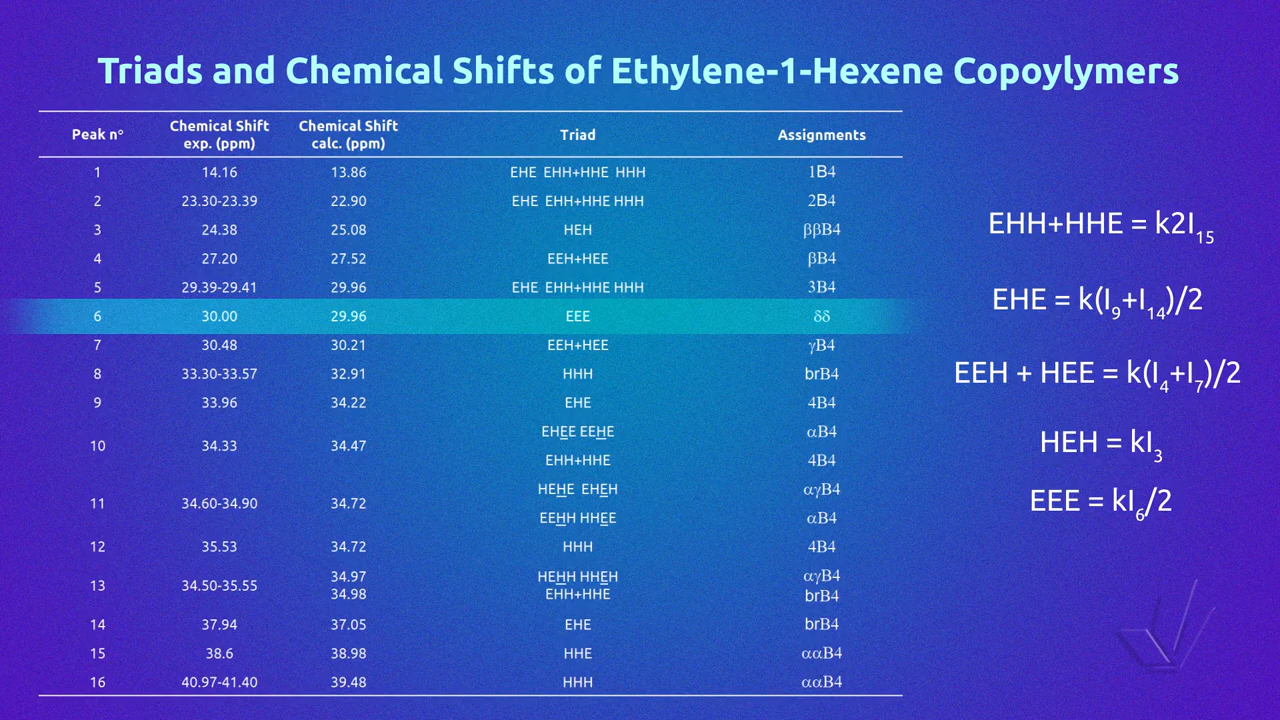 Triads and Chemical Shifts of Ethylene-1-Hexene Copoylymers
Peak n° Chemical Shift exp. (ppm) Chemical Shift calc. (ppm) Triad Assignments
1 14.16 13.86 EHE EHH+HHE HHH 1B4
2 23.30-23.39 22.90 EHE EHH+HHE HHH 2B4
3 24.38 25.08 HEH ββB4
4 27.20 27.52 EEH+HEE βB4
5 29.39-29.41 29.96 EHE EHH+HHE HHH 3B4
6 30.00 29.96 EEE δδ
7 30.48 30.21 EEH+HEE γB4
8 33.30-33.57 32.91 HHH brB4
9 33.96 34.22 EHE 4B4
10 34.33 34.47 EHEE EEHE αB4
EHH+HHE 4B4
11 34.60-34.90 34.72 HEHE EHEH αγB4
EEHH HHEE αB4
12 35.53 34.72 HHH 4B4
13 34.50-35.55 34.97 HEHH HHEH αγB4
34.98 EHH+HHE brB4
14 37.94 37.05 EHE brB4
15 38.6 38.98 HHE ααB4
16 40.97-41.40 39.48 HHH ααB4
EHH+HHE = k2I15
EHE = k(I9+I14)/2
EEH + HEE = k(I4+I7)/2
HEH = kI3
EEE = kI6/2